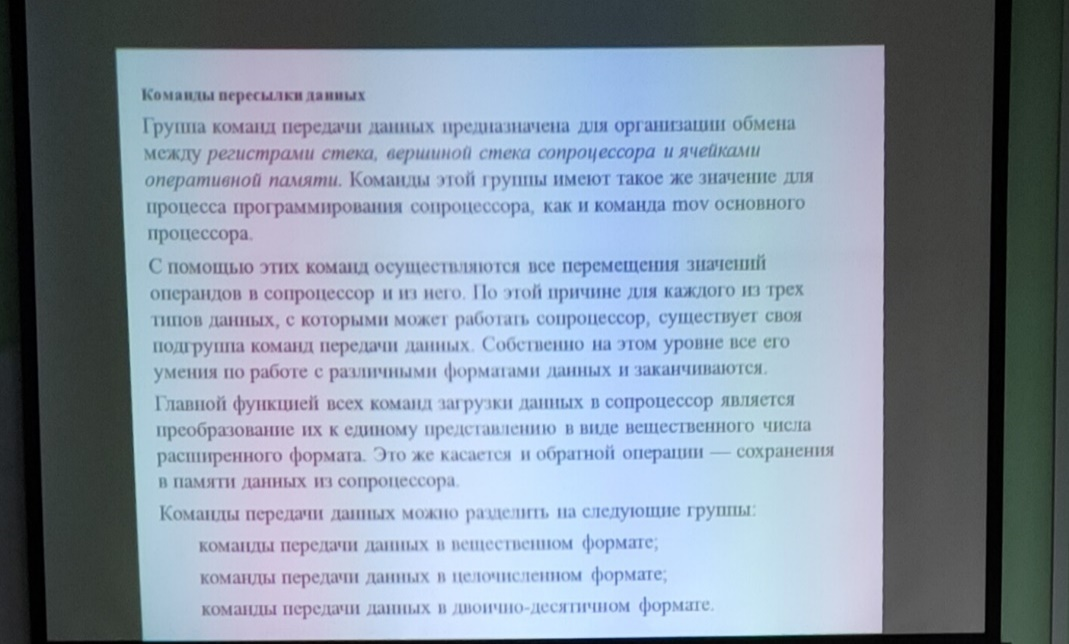 Команды пересылки данных
Группа команд передачи данных предназначена для организации обмена
между регистрами стека, вершиной стека сопроцессора и ячейками
оперативной памяти. Команды этой группы имеют такое же значение для
процесса программирования сопроцессора, как и команда mov основного
процессора.
С помощью этих команд осуществляются все перемещения значений
операндов в сопроцессор и из него. По этой причине для каждого из трех
типов данных, с которыми может работать сопроцессор, существует своя
подгруппа команд передачи данных. Собственно на этом уровне все его
умения по работе с различными форматами данных и заканчиваются.
Главной функцией всех команд загрузки данных в сопроцессор является
преобразование их к единому представлению в виде вещественного числа
расширенного формата. Это же касается и обратной операции — сохранения
в памяти данных из сопроцессора.
Команды передачи данных можно разделить на следующие группы:
команды передачи данных в вещественном формате;
команды передачи данных в целочисленном формате;
команды передачи данных в двоично-десятичном формате.